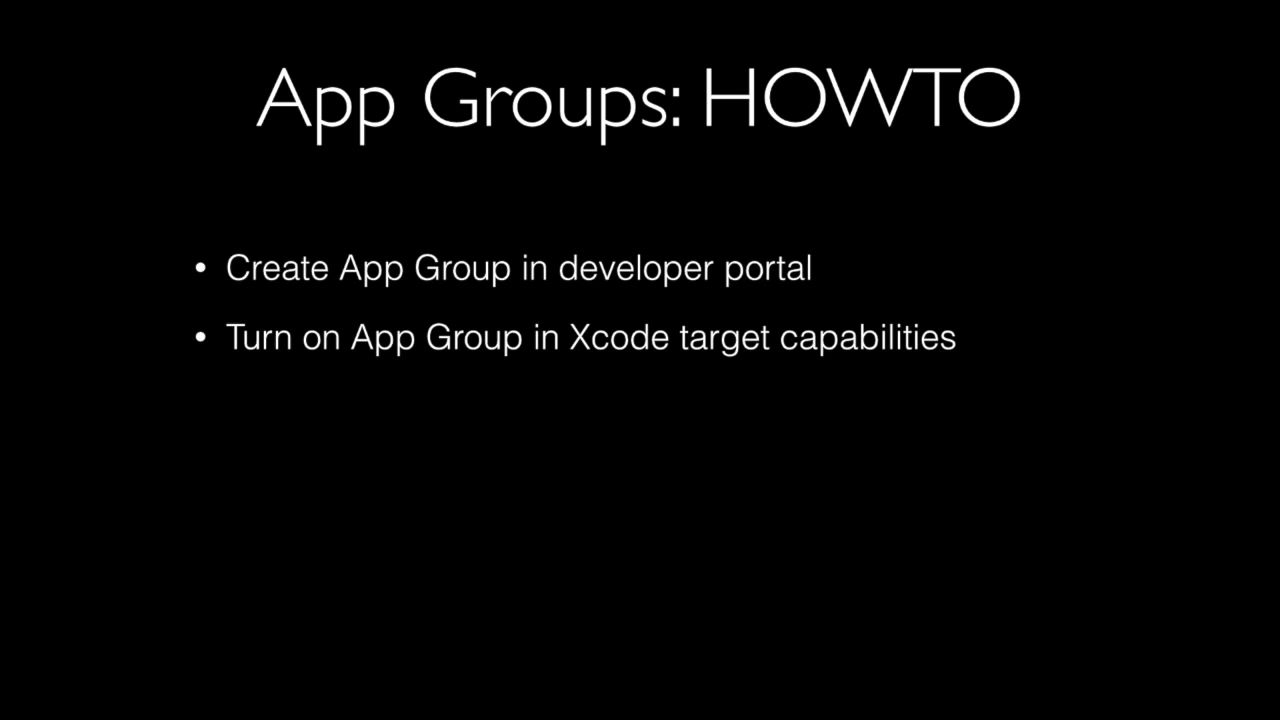 App Groups: HOWTO
• Create App Group in developer portal
• Turn on App Group in Xcode target capabilities